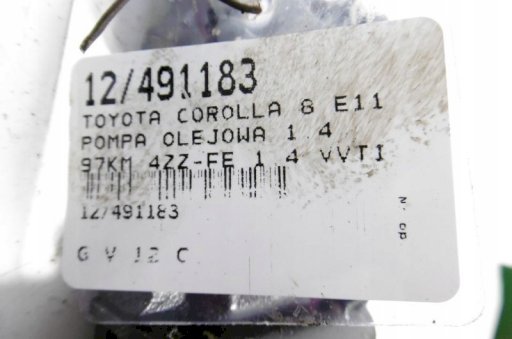 12/491183
TOYOTA COROLLA 8 E11
POMPA OLEJOWA 1.4
97KM 4ZZ-FE 1.4 VVTI
12/491183
G V 12 C